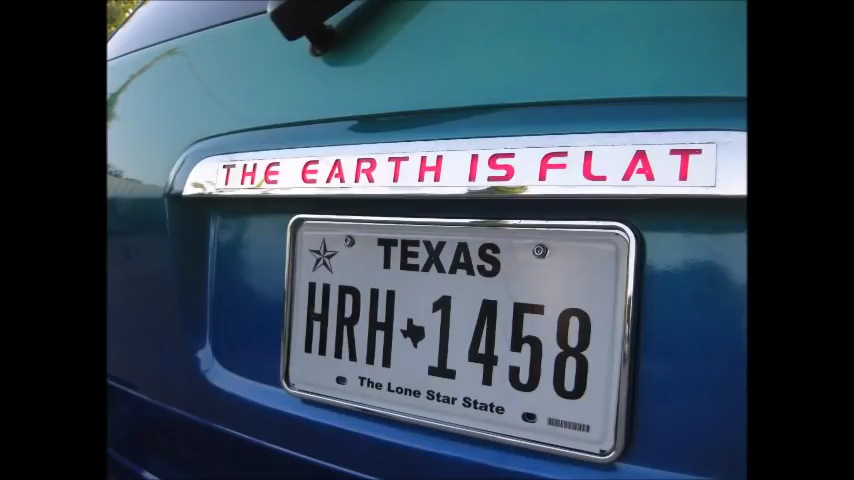 THE EARTH IS FLAT
TEXAS
HRH 1458
The Lone Star State